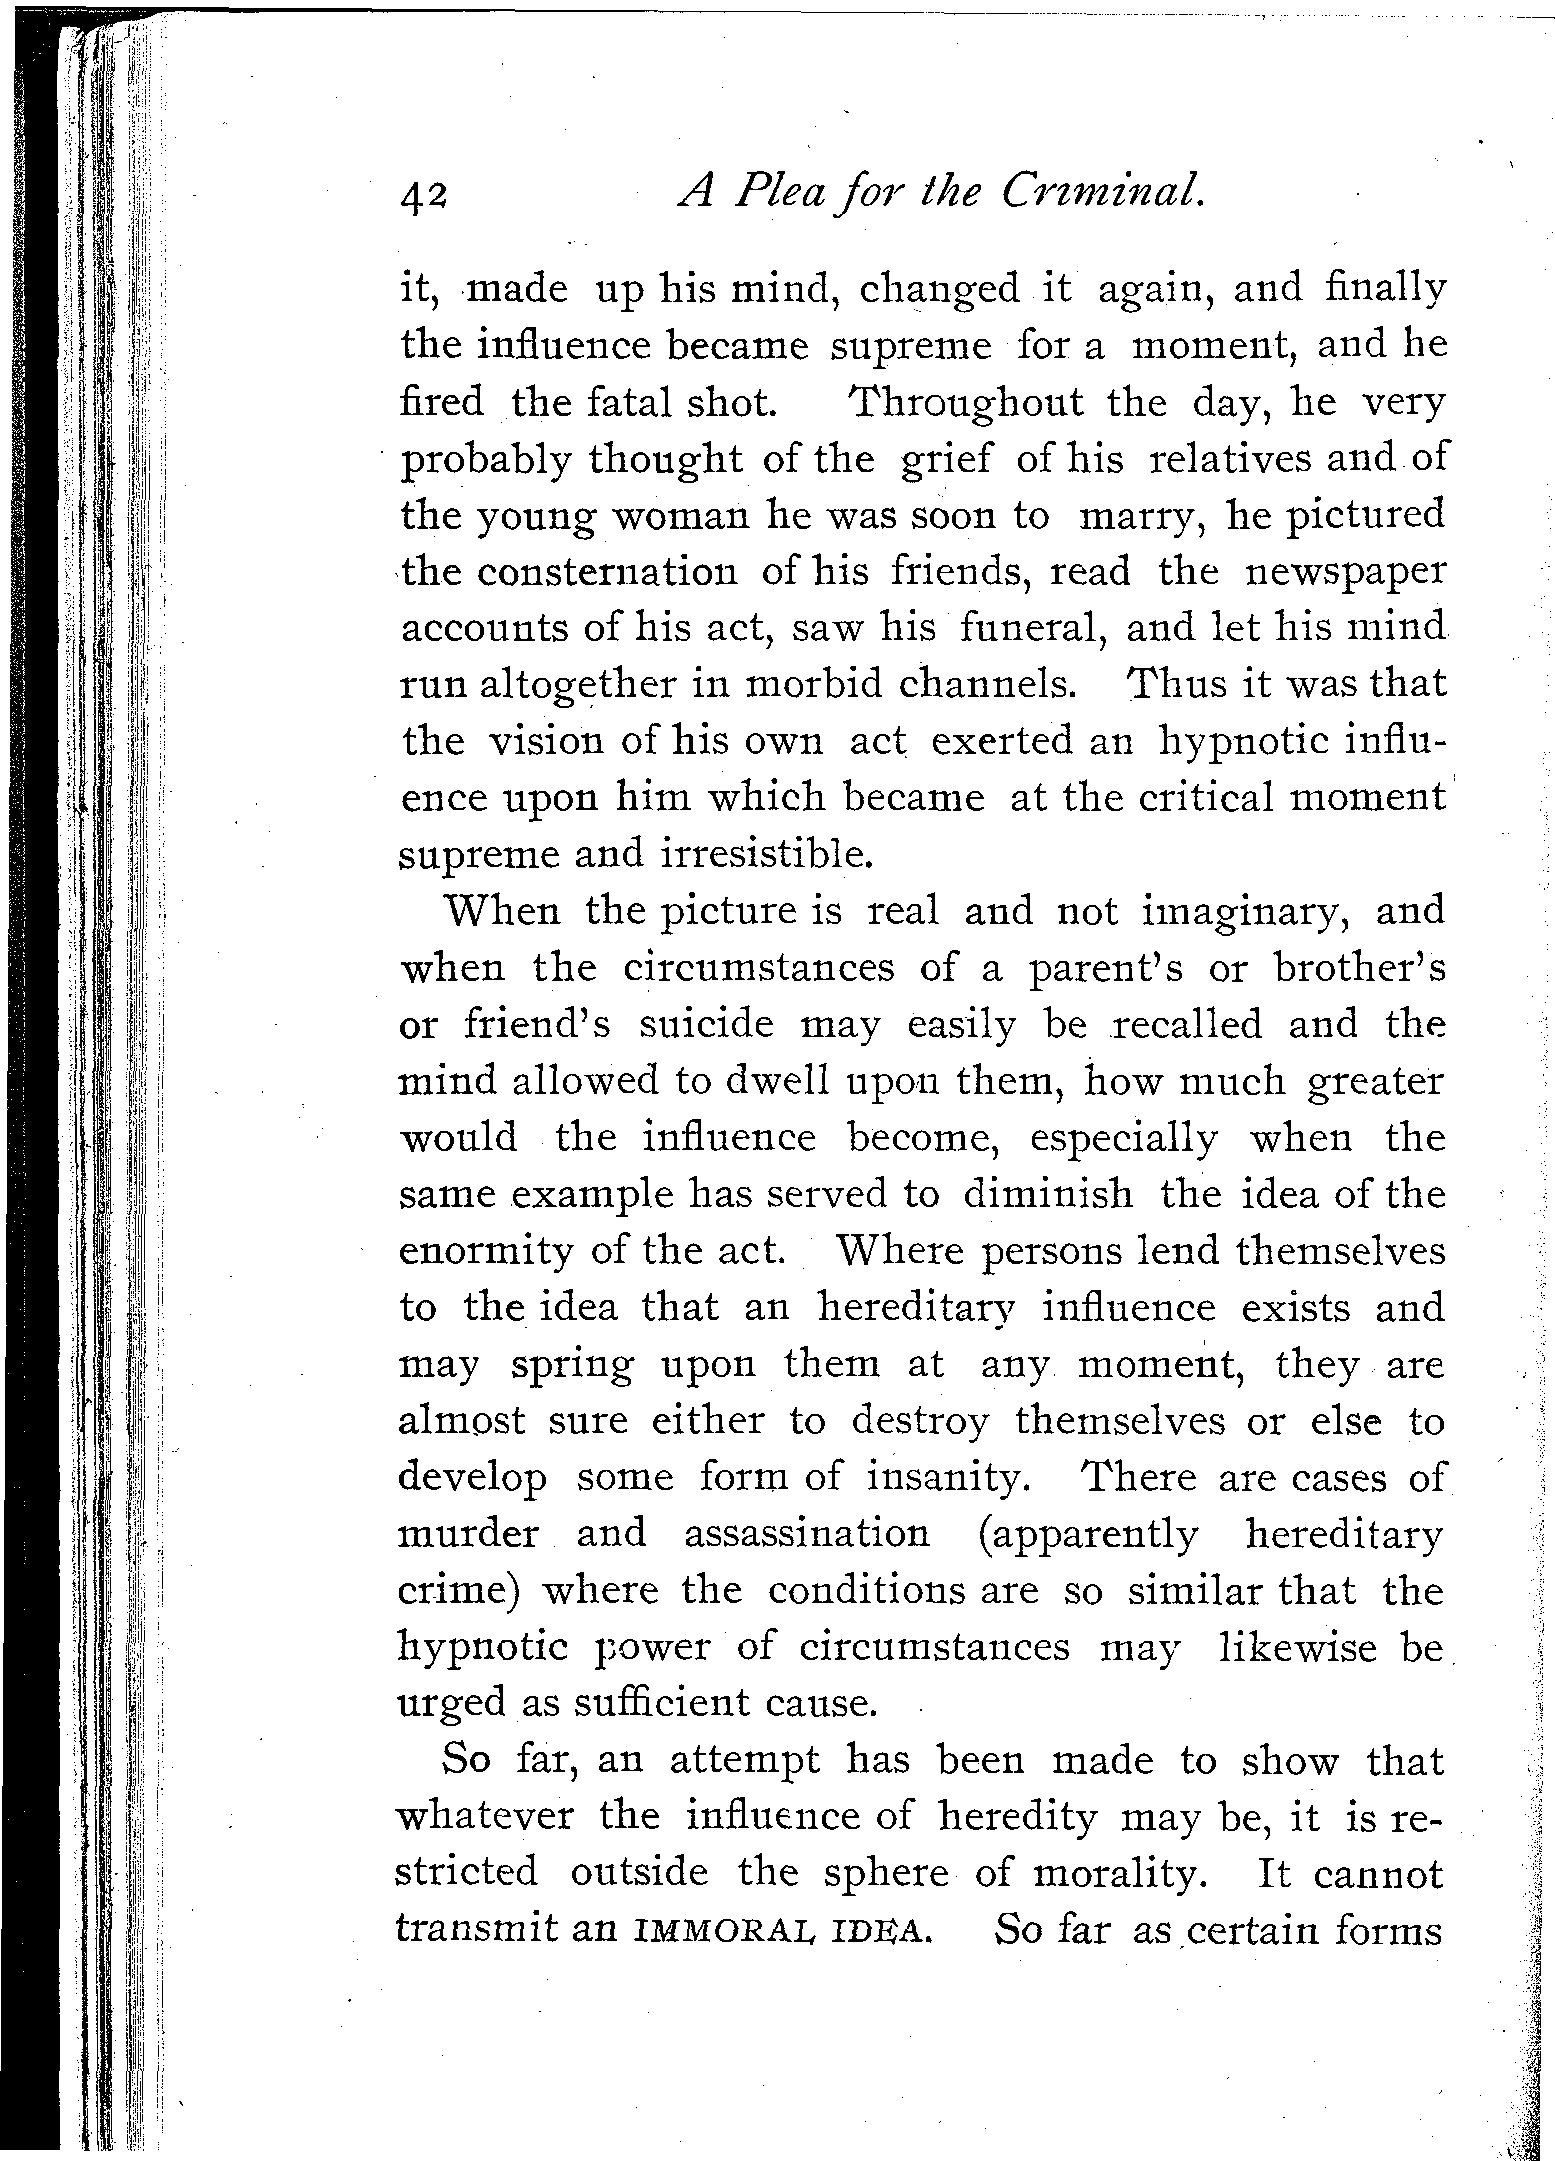 42 A Plea for the Criminal.
it, made up his mind, changed it again, and finally
the influence became supreme for a moment, and he
fired the fatal shot. Throughout the day, he very
probably thought of the grief of his relatives and of
the young woman he was soon to marry, he pictured
the consternation of his friends, read the newspaper
accounts of his act, saw his funeral, and let his mind
run altogether in morbid channels. Thus it was that
the vision of his own act exerted an hypnotic influ-
ence upon him which became at the critical moment
supreme and irresistible.
When the picture is real and not imaginary, and
when the circumstances of a parent's or brother's
or friend's suicide may easily be recalled and the
mind allowed to dwell upon them, how much greater
would the influence become, especially when the
same example has served to diminish the idea of the
enormity of the act. Where persons lend themselves
to the idea that an hereditary influence exists and
may spring upon them at any moment, they are
almost sure either to destroy themselves or else to
develop some form of insanity. There are cases of
murder and assassination (apparently hereditary
crime) where the conditions are so similar that the
hypnotic power of circumstances may likewise be
urged as sufficient cause.
So far, an attempt has been made to show that
whatever the influence of heredity may be, it is re-
stricted outside the sphere of morality. It cannot
transmit an IMMORAL IDEA. So far as certain forms